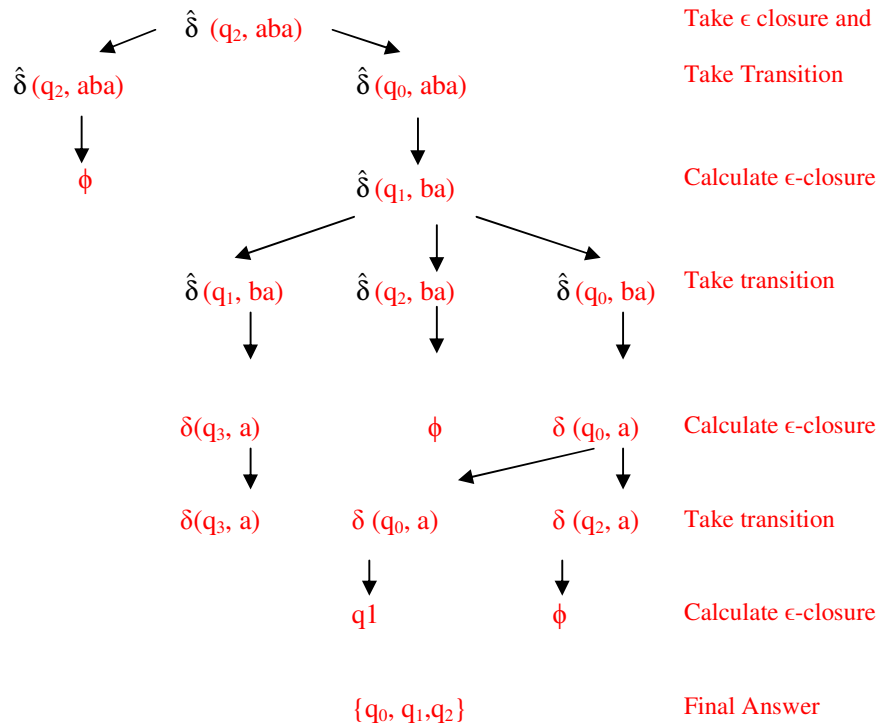 δ̂ (q₂, aba) Take ϵ closure and
δ̂ (q₂, aba) δ̂ (q₀, aba) Take Transition
ϕ δ̂ (q₁, ba) Calculate ϵ-closure
δ̂ (q₁, ba) δ̂ (q₂, ba) δ̂ (q₀, ba) Take transition
δ(q₃, a) ϕ δ (q₀, a) Calculate ϵ-closure
δ(q₃, a) δ (q₀, a) δ (q₂, a) Take transition
q1 ϕ Calculate ϵ-closure
{q₀, q₁,q₂} Final Answer